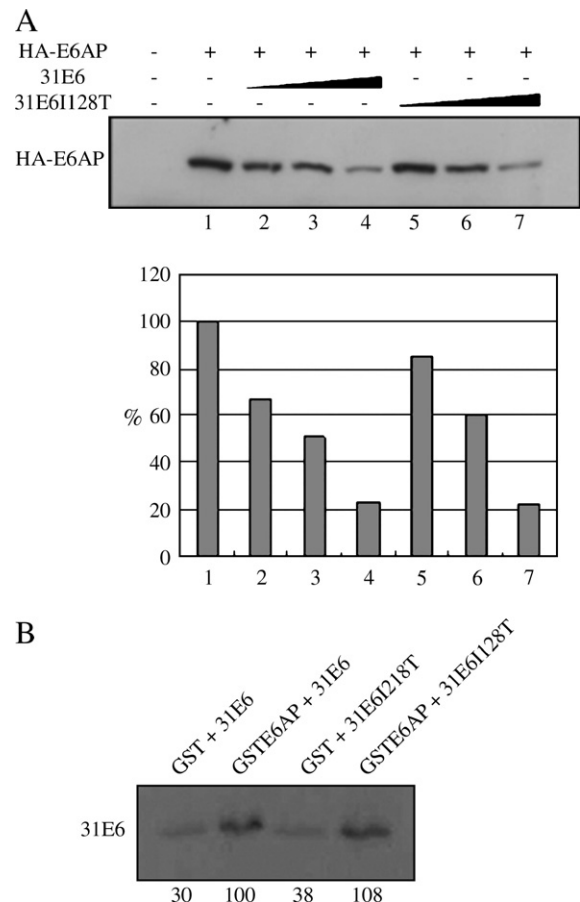 A
HA-E6AP - + + + + + + +
31E6 - - - - -
31E6I128T - - - - -
HA-E6AP
1 2 3 4 5 6 7
120
100
80
60
40
20
0
%
1 2 3 4 5 6 7
B
GST + 31E6
GSTE6AP + 31E6
GST + 31E6I218T
GSTE6AP + 31E6I128T
31E6
30 100 38 108